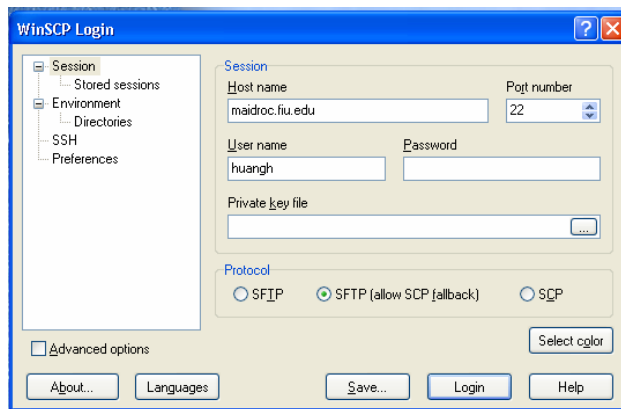 WinSCP Login
Session
Stored sessions
Environment
Directories
SSH
Preferences
Session
Host name
Port number
maidroc.fiu.edu
22
User name
Password
huangh
Private key file
...
Protocol
SFTP
SFTP (allow SCP fallback)
SCP
Select color
Advanced options
About...
Languages
Save...
Login
Help